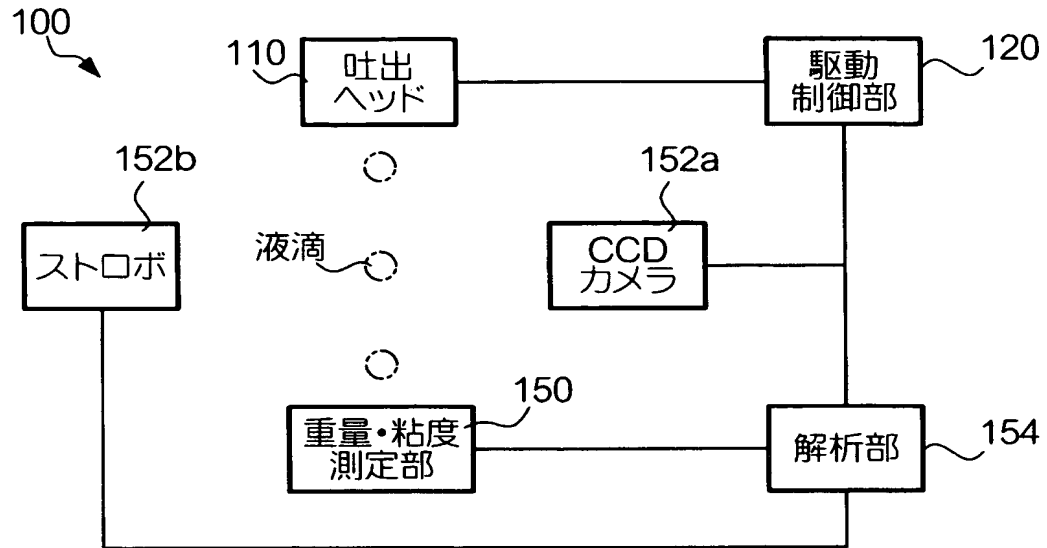 100
110
吐出
ヘッド
駆動
制御部
120
152b
152a
ストロボ
液滴
CCD
カメラ
150
重量・粘度
測定部
解析部
154